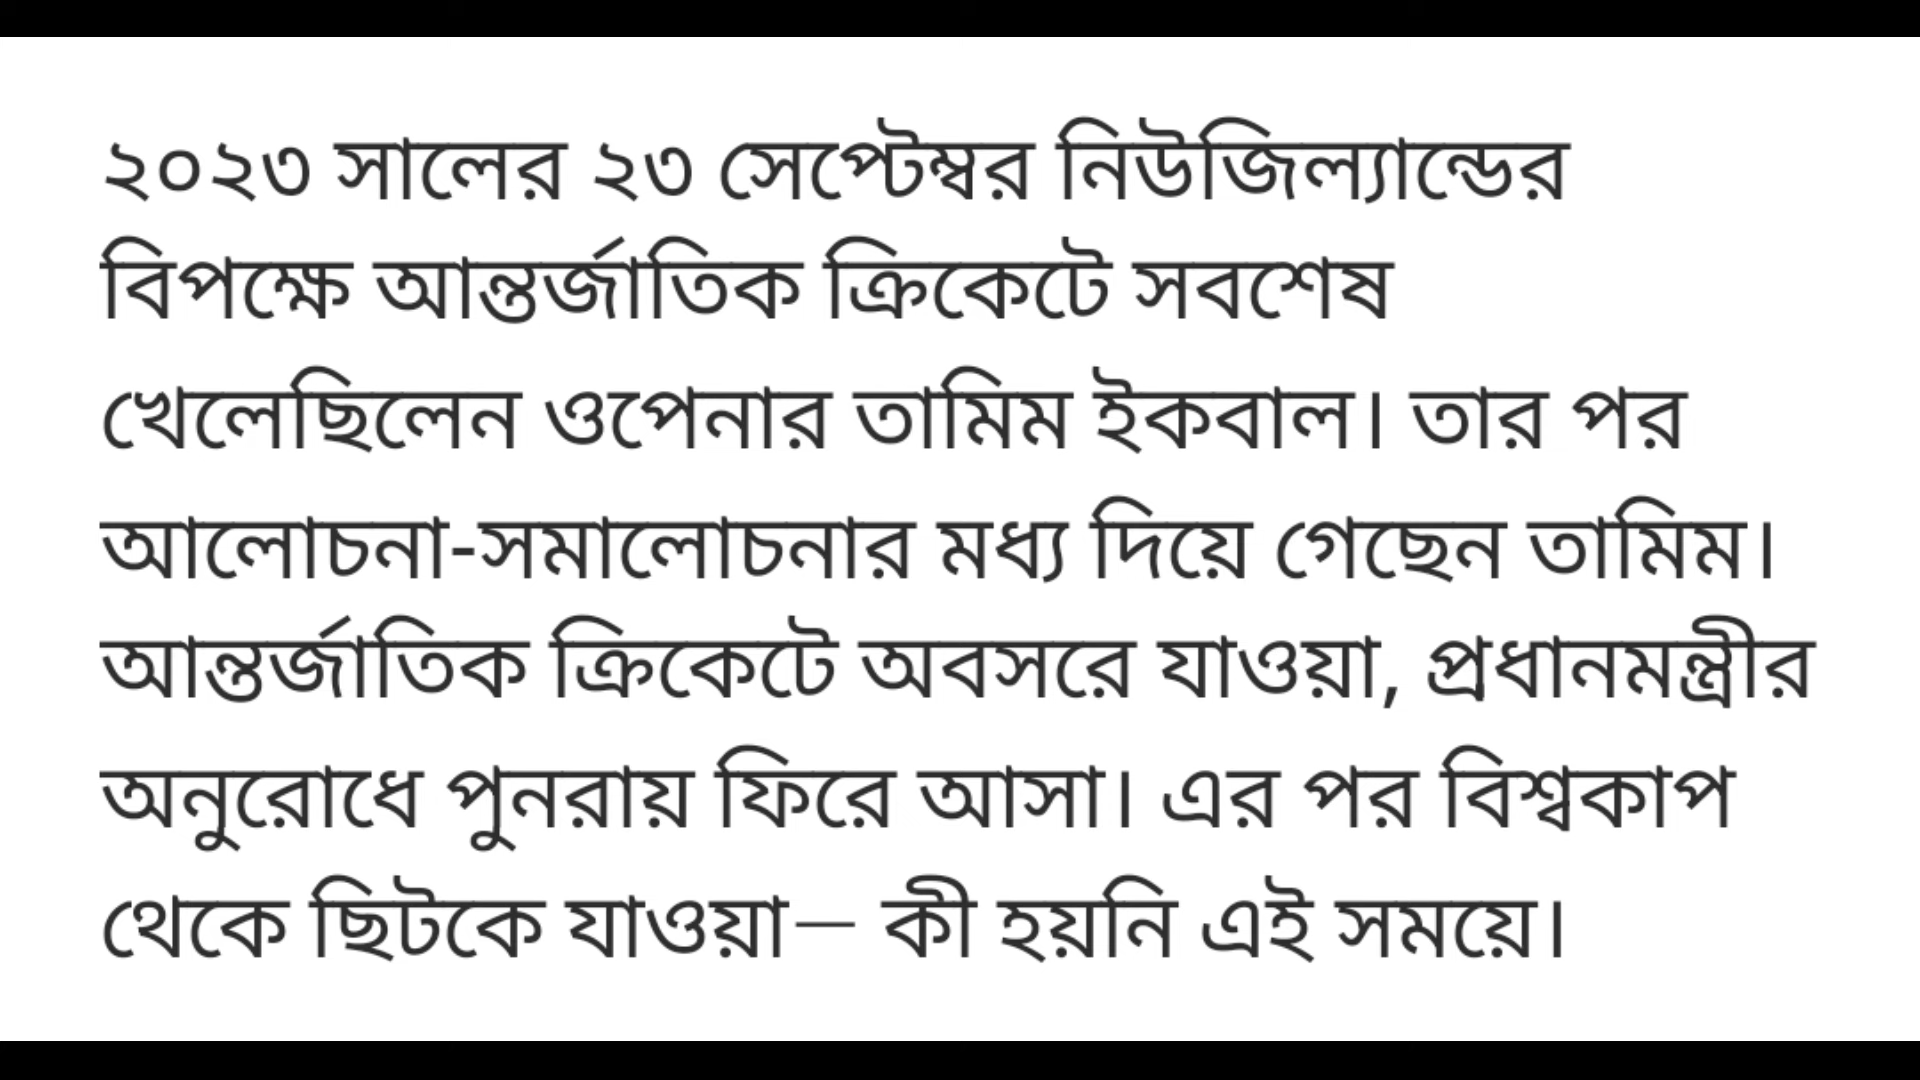 ২০২৩ সালের ২৩ সেপ্টেম্বর নিউজিল্যান্ডের
বিপক্ষে আন্তর্জাতিক ক্রিকেটে সবশেষ
খেলেছিলেন ওপেনার তামিম ইকবাল। তার পর
আলোচনা-সমালোচনার মধ্য দিয়ে গেছেন তামিম।
আন্তর্জাতিক ক্রিকেটে অবসরে যাওয়া, প্রধানমন্ত্রীর
অনুরোধে পুনরায় ফিরে আসা। এর পর বিশ্বকাপ
থেকে ছিটকে যাওয়া— কী হয়নি এই সময়ে।